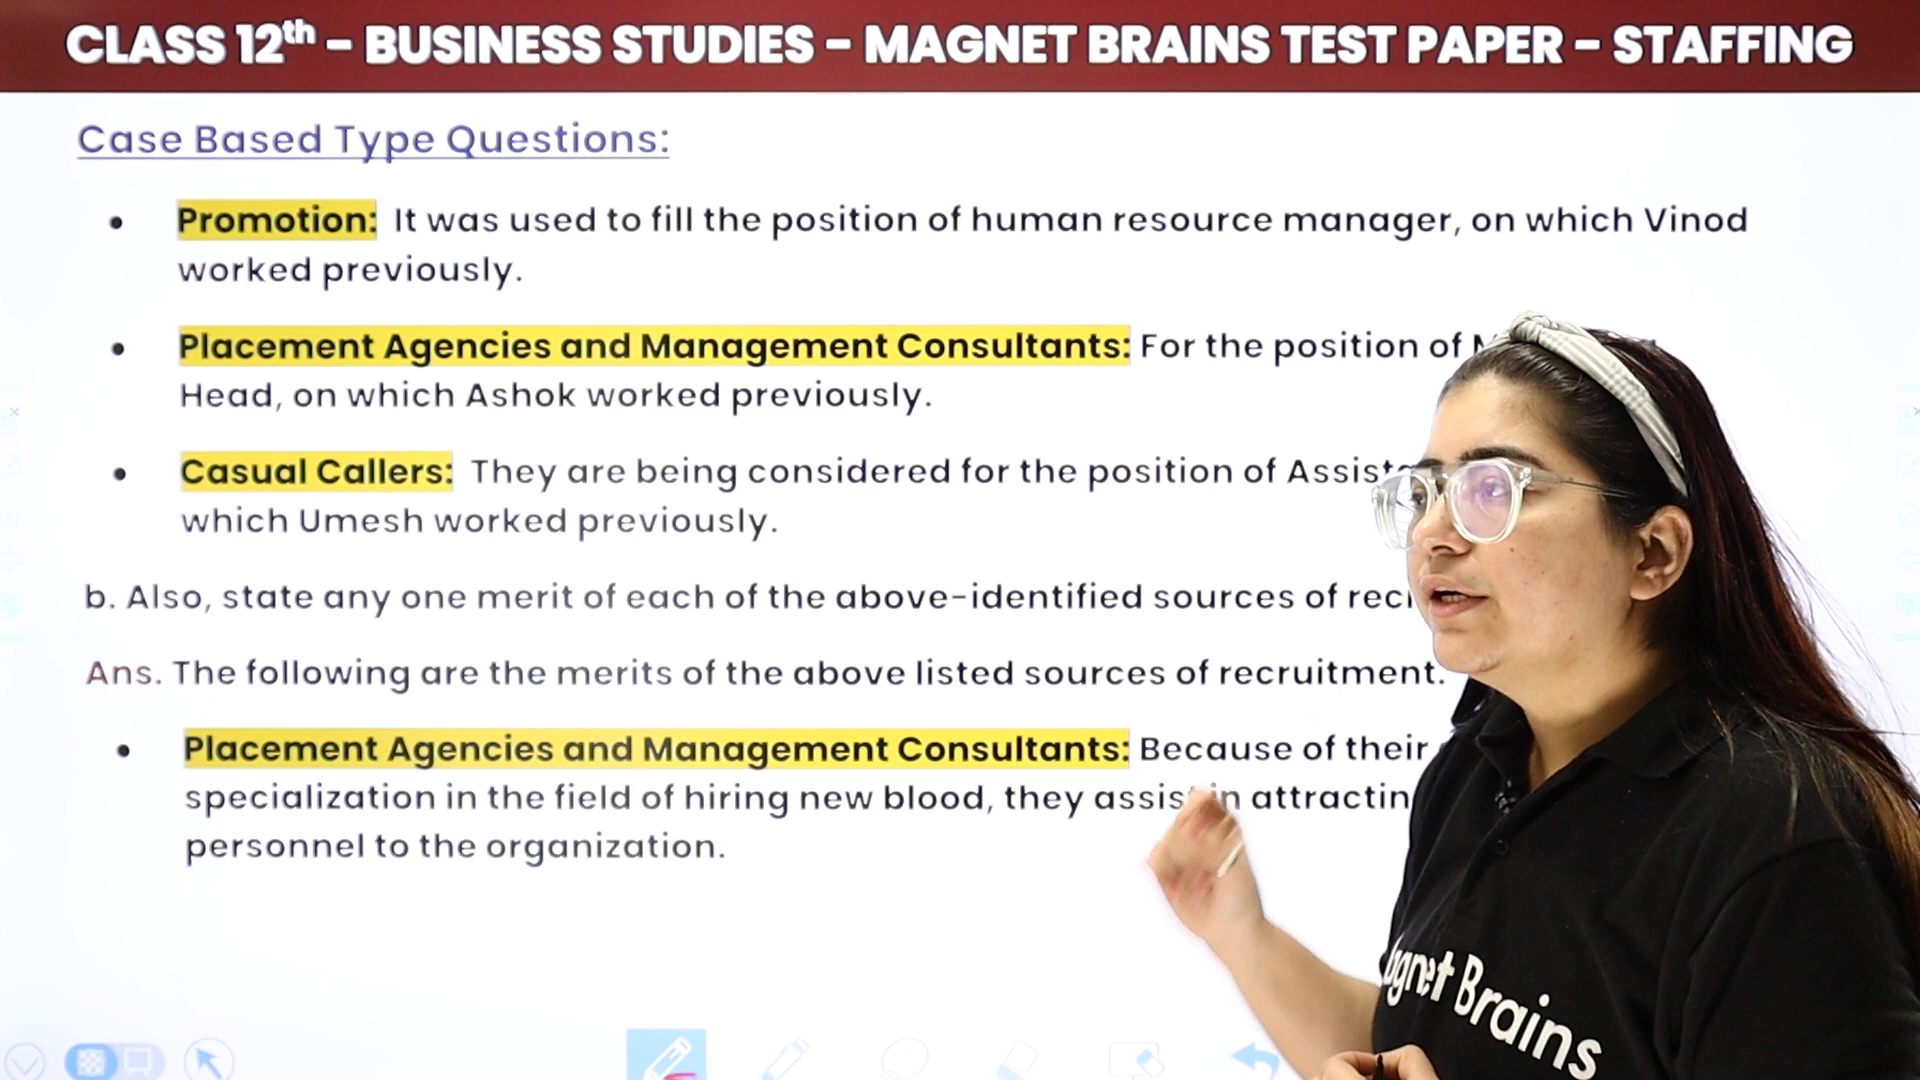 CLASS 12th – BUSINESS STUDIES – MAGNET BRAINS TEST PAPER – STAFFING
Case Based Type Questions:
• Promotion: It was used to fill the position of human resource manager, on which Vinod
worked previously.
• Placement Agencies and Management Consultants: For the position of
Head, on which Ashok worked previously.
• Casual Callers: They are being considered for the position of
which Umesh worked previously.
b. Also, state any one merit of each of the above-identified sources of
Ans. The following are the merits of the above listed sources of recruitment.
• Placement Agencies and Management Consultants: Because of their
specialization in the field of hiring new blood, they assist in
personnel to the organization.
Brains